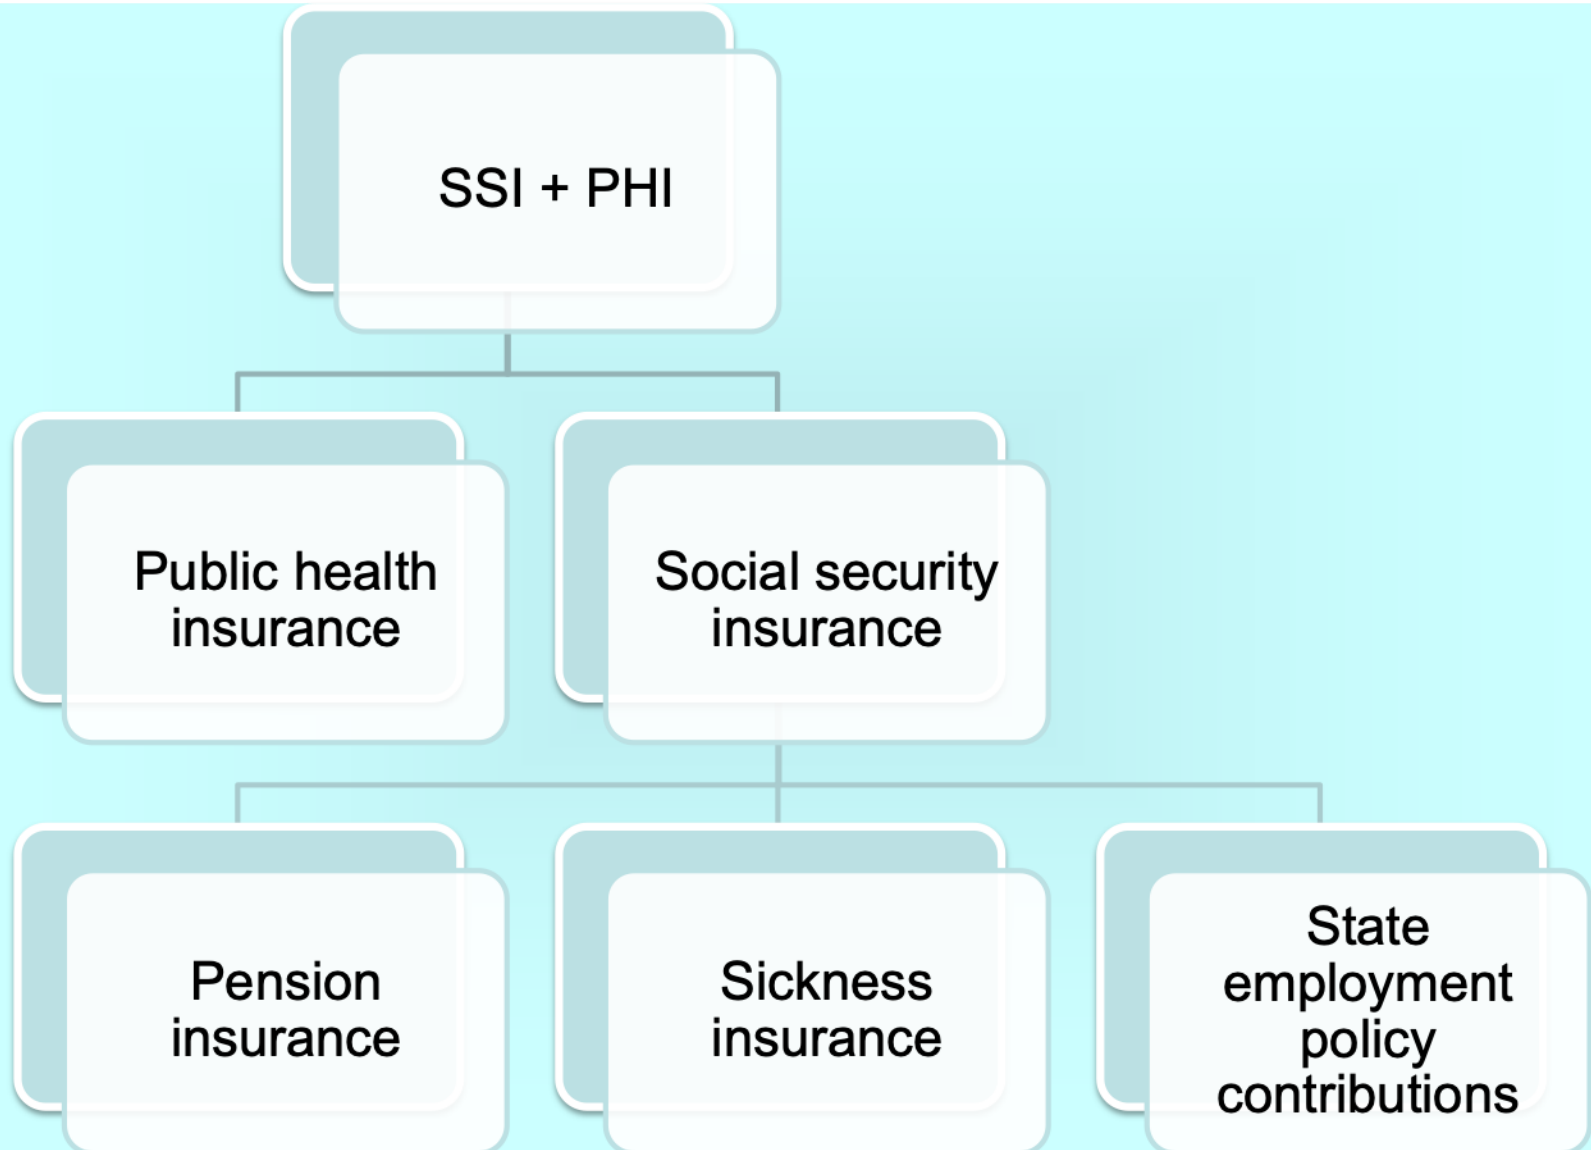 SSI + PHI
Public health
insurance
Social security
insurance
Pension
insurance
Sickness
insurance
State
employment
policy
contributions